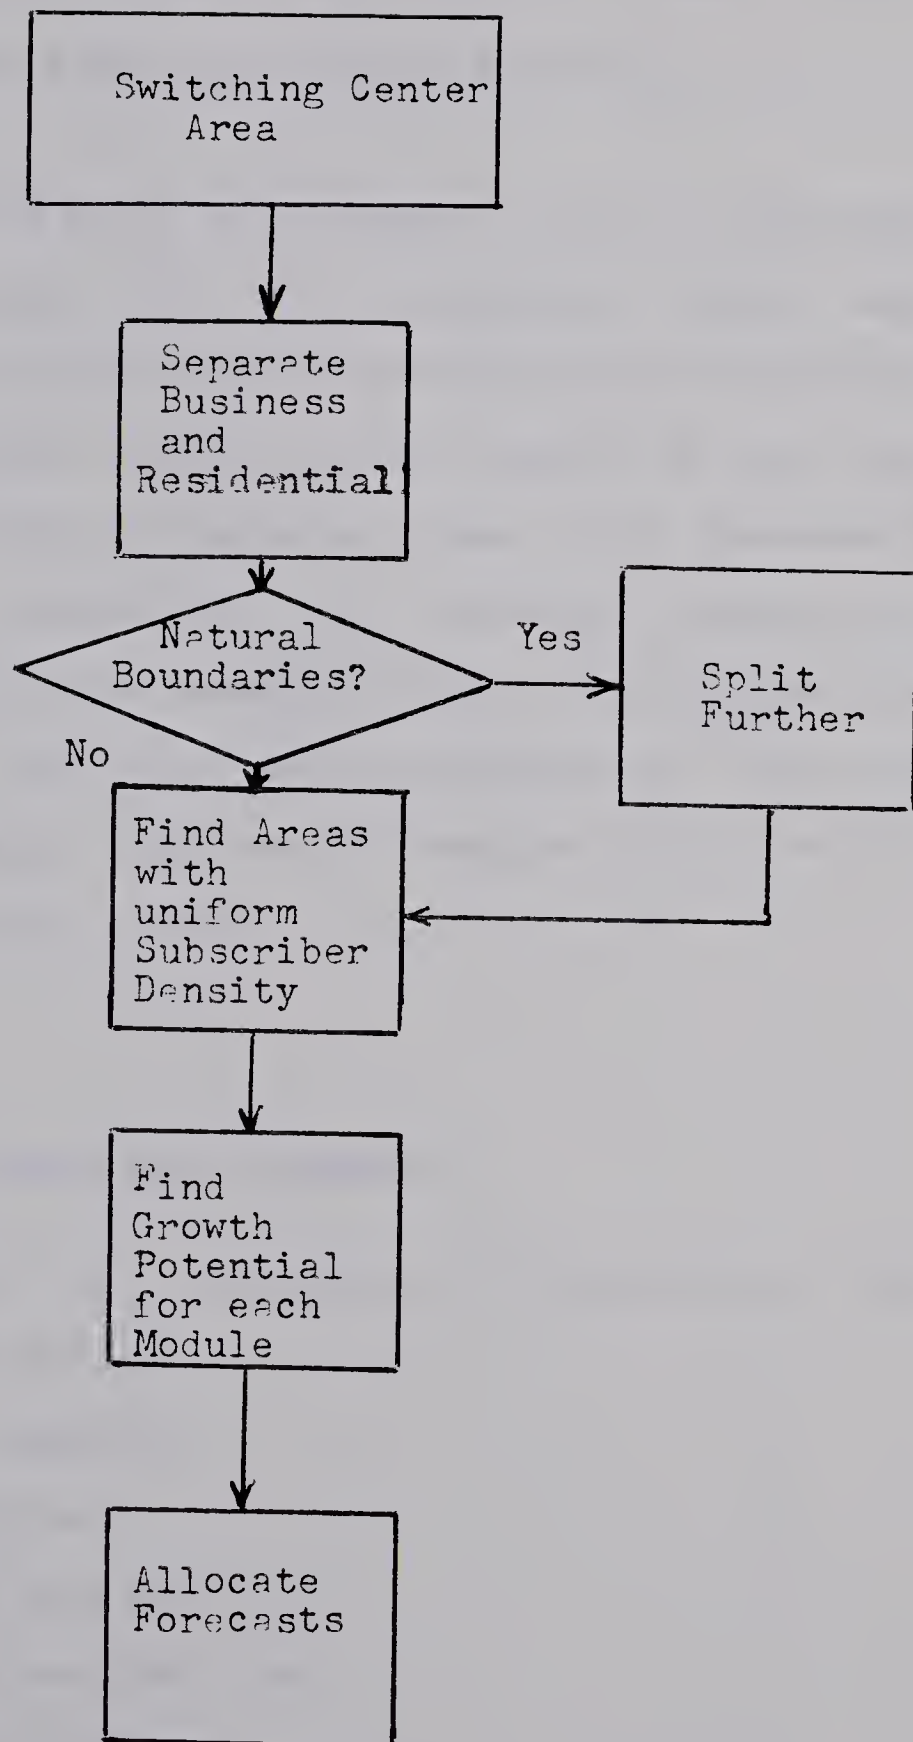 Switching Center
Area
Separate
Business
and
Residential
Natural
Boundaries?
Yes
Split
Further
No
Find Areas
with
uniform
Subscriber
Density
Find
Growth
Potential
for each
Module
Allocate
Forecasts